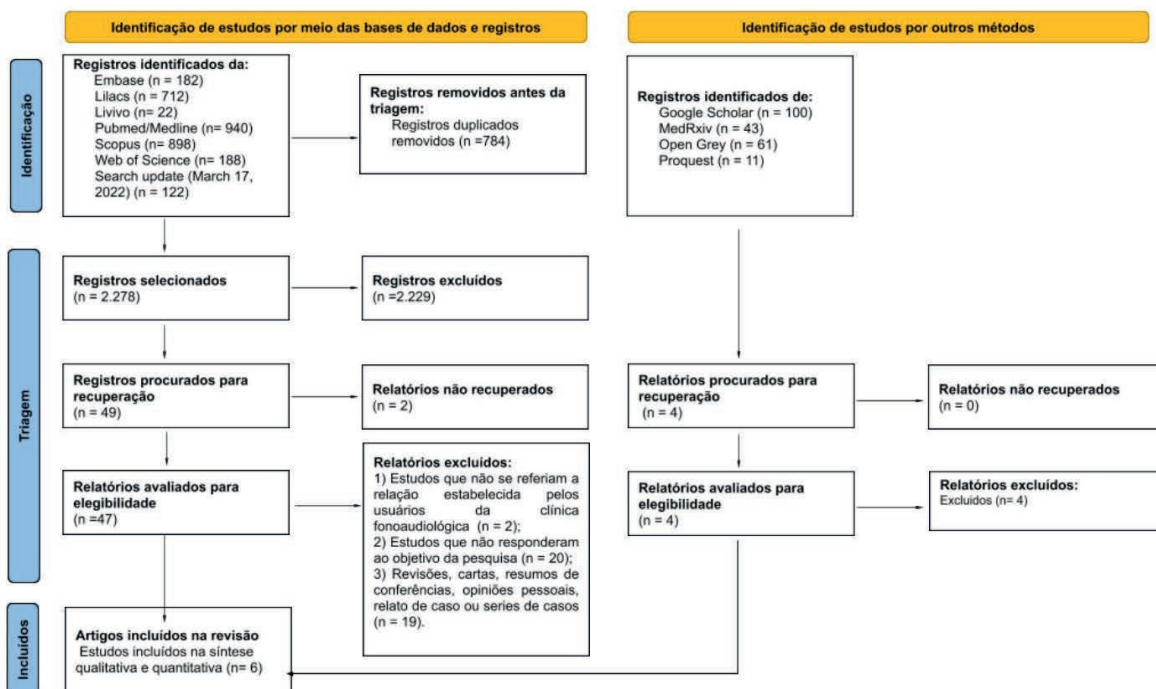 Identificação de estudos por meio das bases de dados e registros
Identificação de estudos por outros métodos
Identificação
Registros identificados da:
Embase (n = 182)
Lilacs (n = 712)
Livivo (n= 22)
Pubmed/Medline (n= 940)
Scopus (n= 898)
Web of Science (n= 188)
Search update (March 17,
2022) (n = 122)
Registros removidos antes da
triagem:
Registros duplicados
removidos (n =784)
Registros identificados de:
Google Scholar (n = 100)
MedRxiv (n = 43)
Open Grey (n = 61)
Proquest (n = 11)
Triagem
Registros selecionados
(n = 2.278)
Registros excluídos
(n =2.229)
Registros procurados para
recuperação
(n = 49)
Relatórios não recuperados
(n = 2)
Relatórios procurados para
recuperação
(n = 4)
Relatórios não recuperados
(n = 0)
Relatórios avaliados para
elegibilidade
(n =47)
Relatórios excluídos:
1) Estudos que não se referiam a
relação estabelecida pelos
usuários da clínica
fonoaudiológica (n = 2);
2) Estudos que não responderam
ao objetivo da pesquisa (n = 20);
3) Revisões, cartas, resumos de
conferências, opiniões pessoais,
relato de caso ou series de casos
(n = 19).
Relatórios avaliados para
elegibilidade
(n = 4)
Relatórios excluídos:
Excluidos (n= 4)
Incluídos
Artigos incluídos na revisão
Estudos incluídos na síntese
qualitativa e quantitativa (n= 6)